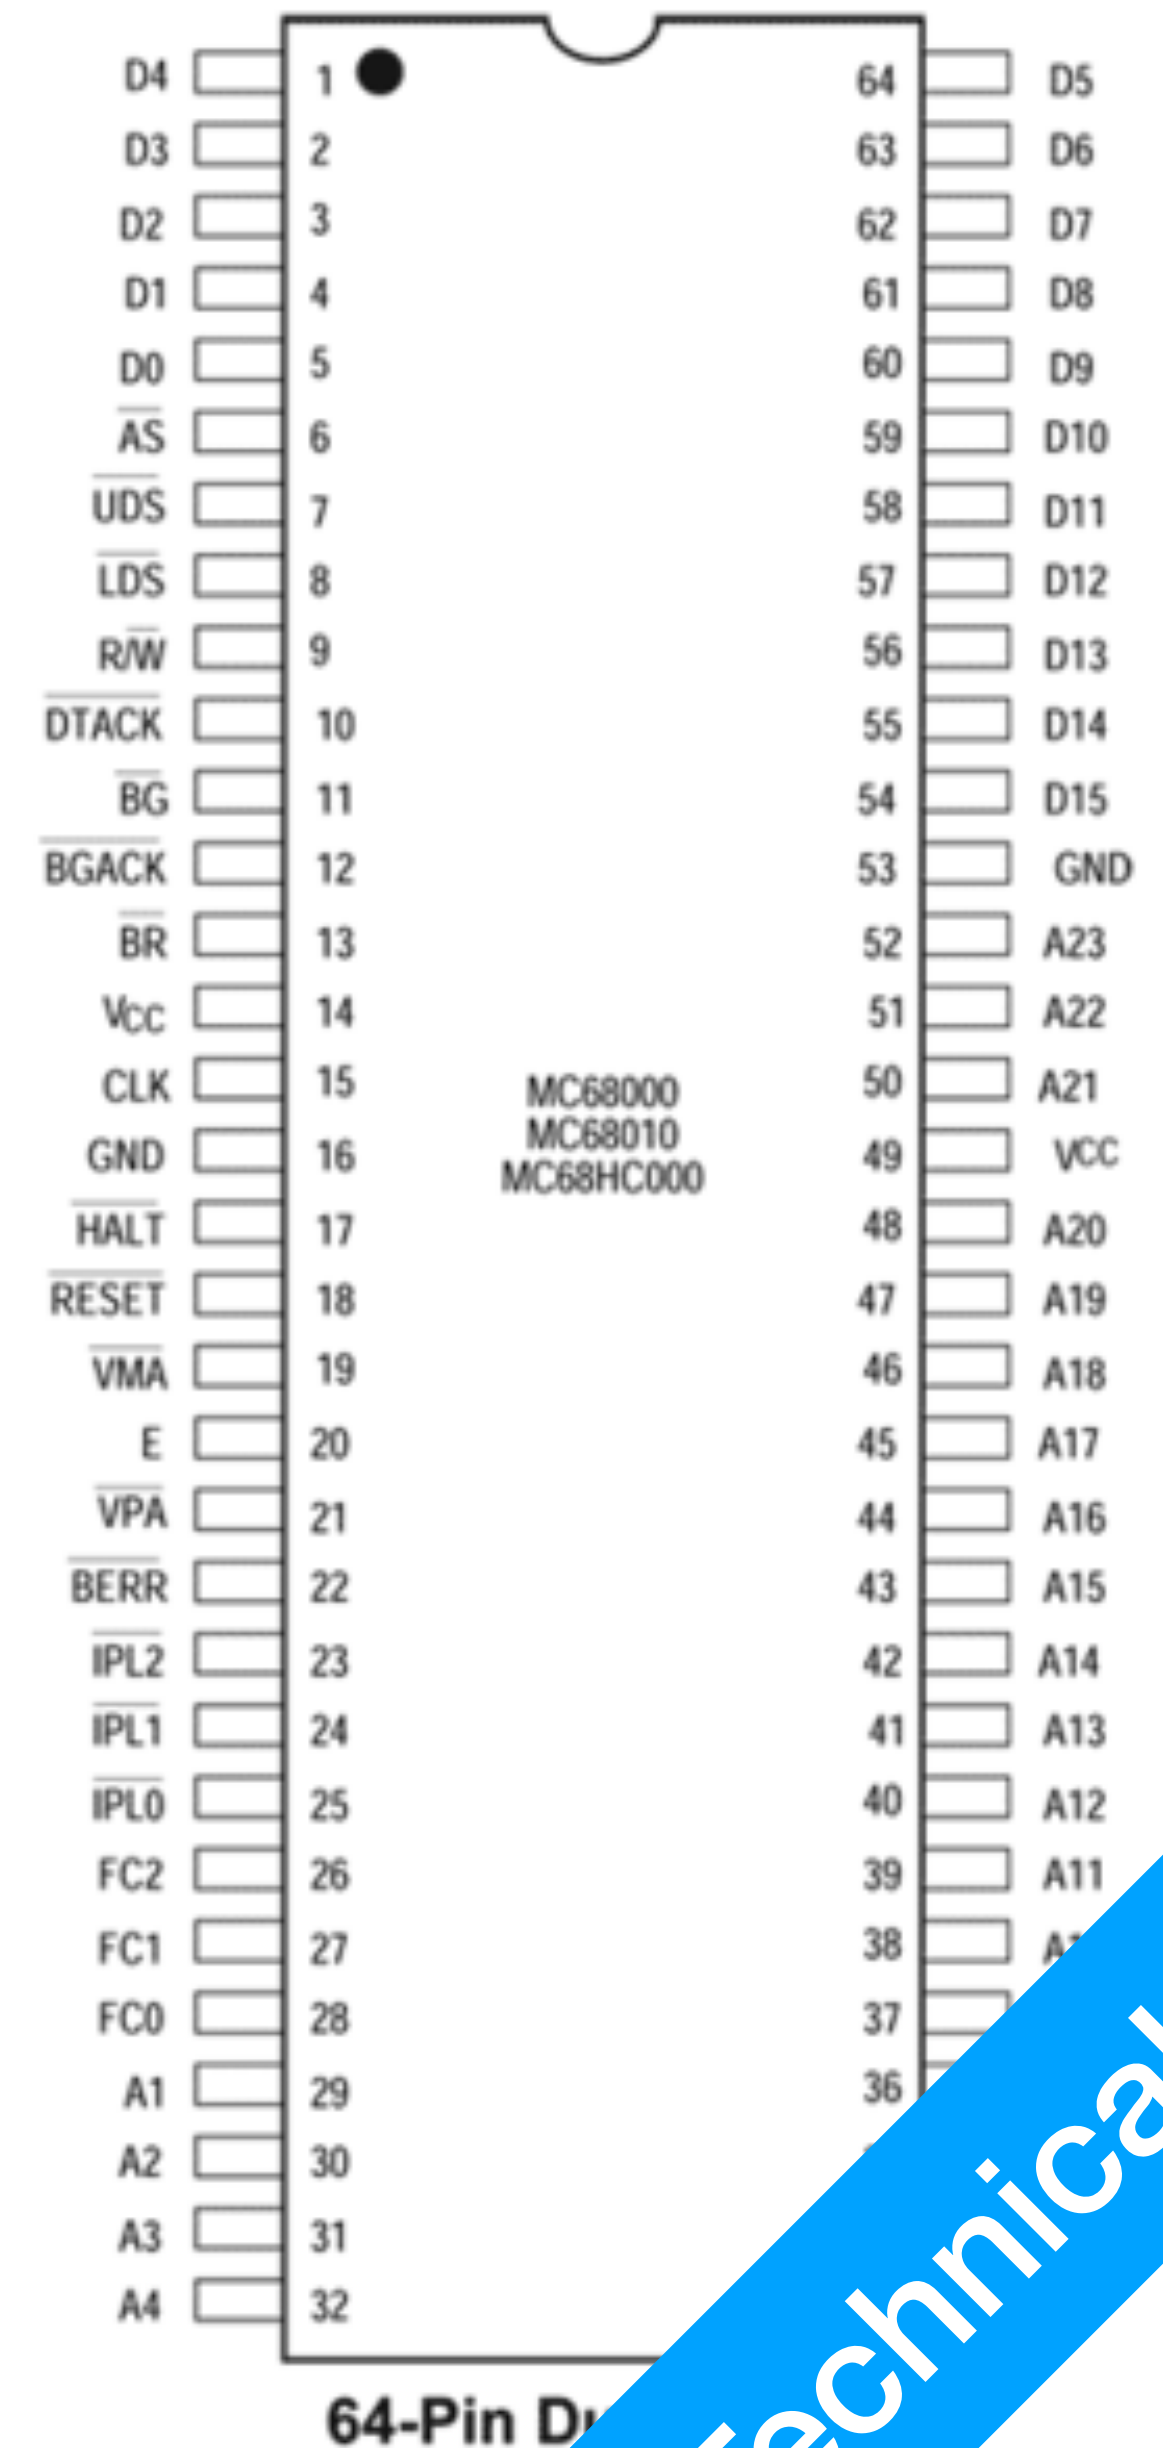 D4 1 64 D5
D3 2 63 D6
D2 3 62 D7
D1 4 61 D8
D0 5 60 D9
AS 6 59 D10
UDS 7 58 D11
LDS 8 57 D12
R/W 9 56 D13
DTACK 10 55 D14
BG 11 54 D15
BGACK 12 53 GND
BR 13 52 A23
VCC 14 51 A22
CLK 15 50 A21
MC68000
MC68010
MC68HC000
GND 16 49 VCC
HALT 17 48 A20
RESET 18 47 A19
VMA 19 46 A18
E 20 45 A17
VPA 21 44 A16
BERR 22 43 A15
IPL2 23 42 A14
IPL1 24 41 A13
IPL0 25 40 A12
FC2 26 39 A11
FC1 27 38
FC0 28 37
A1 29 36
A2 30
A3 31
A4 32
64-Pin